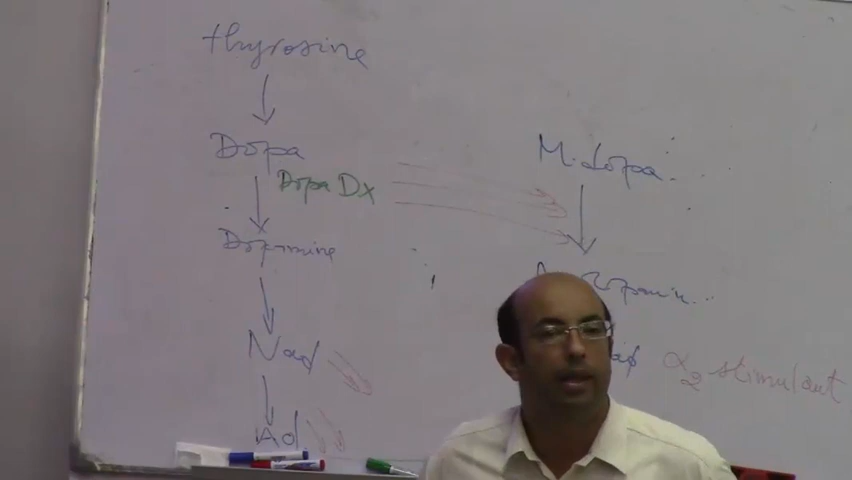 thyrosine
Dopa
M. dopa
Dopa Dx
Dopamine
Nad
α2 stimulant
Ad